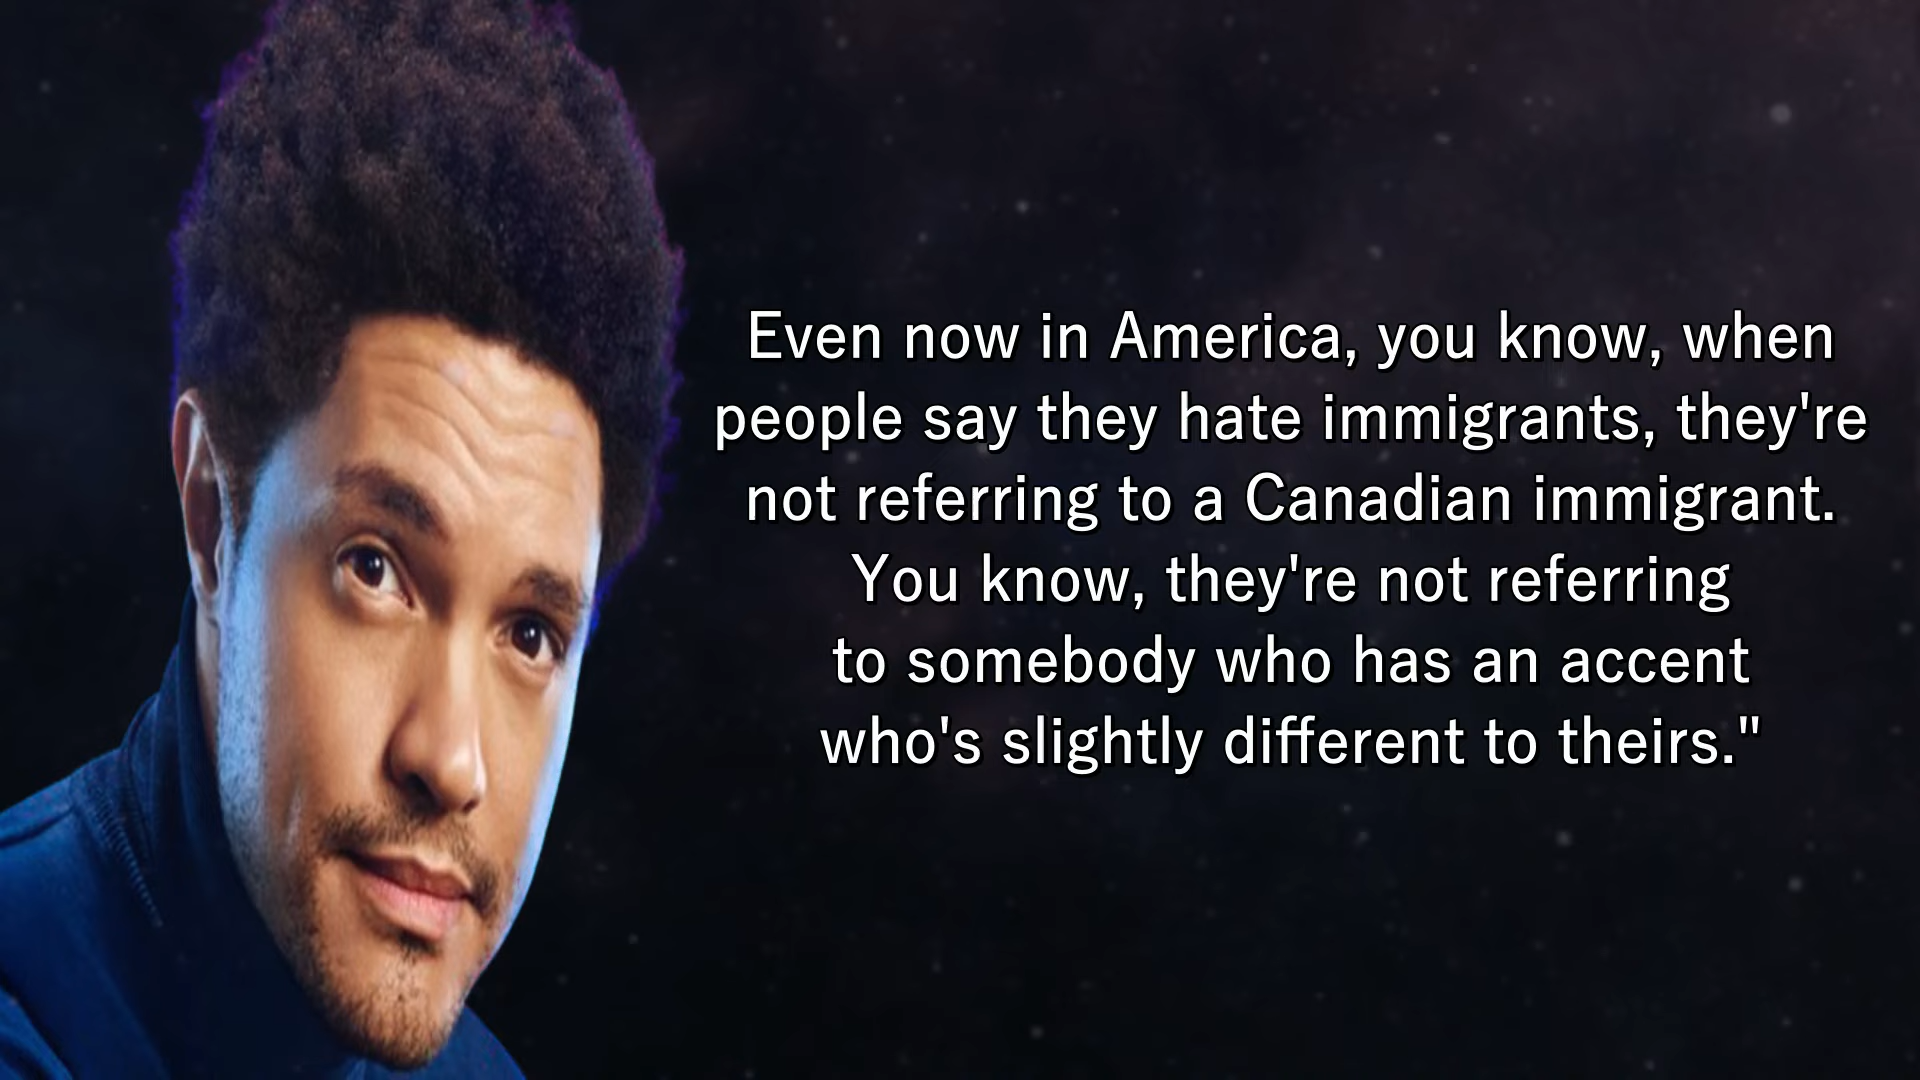 Even now in America, you know, when
people say they hate immigrants, they're
not referring to a Canadian immigrant.
You know, they're not referring
to somebody who has an accent
who's slightly different to theirs."